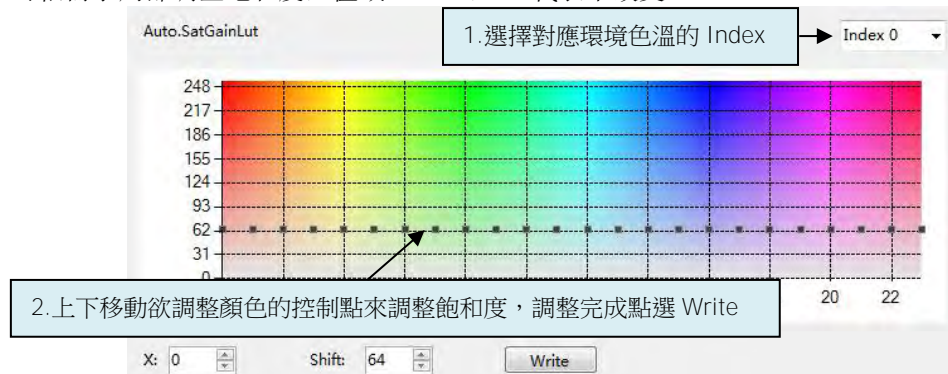 Auto.SatGainLut
1.選擇對應環境色溫的 Index
Index 0
248
217
186
155
124
93
62
31
0
2.上下移動欲調整顏色的控制點來調整飽和度，調整完成點選 Write
20 22
X: 0 Shift: 64 Write